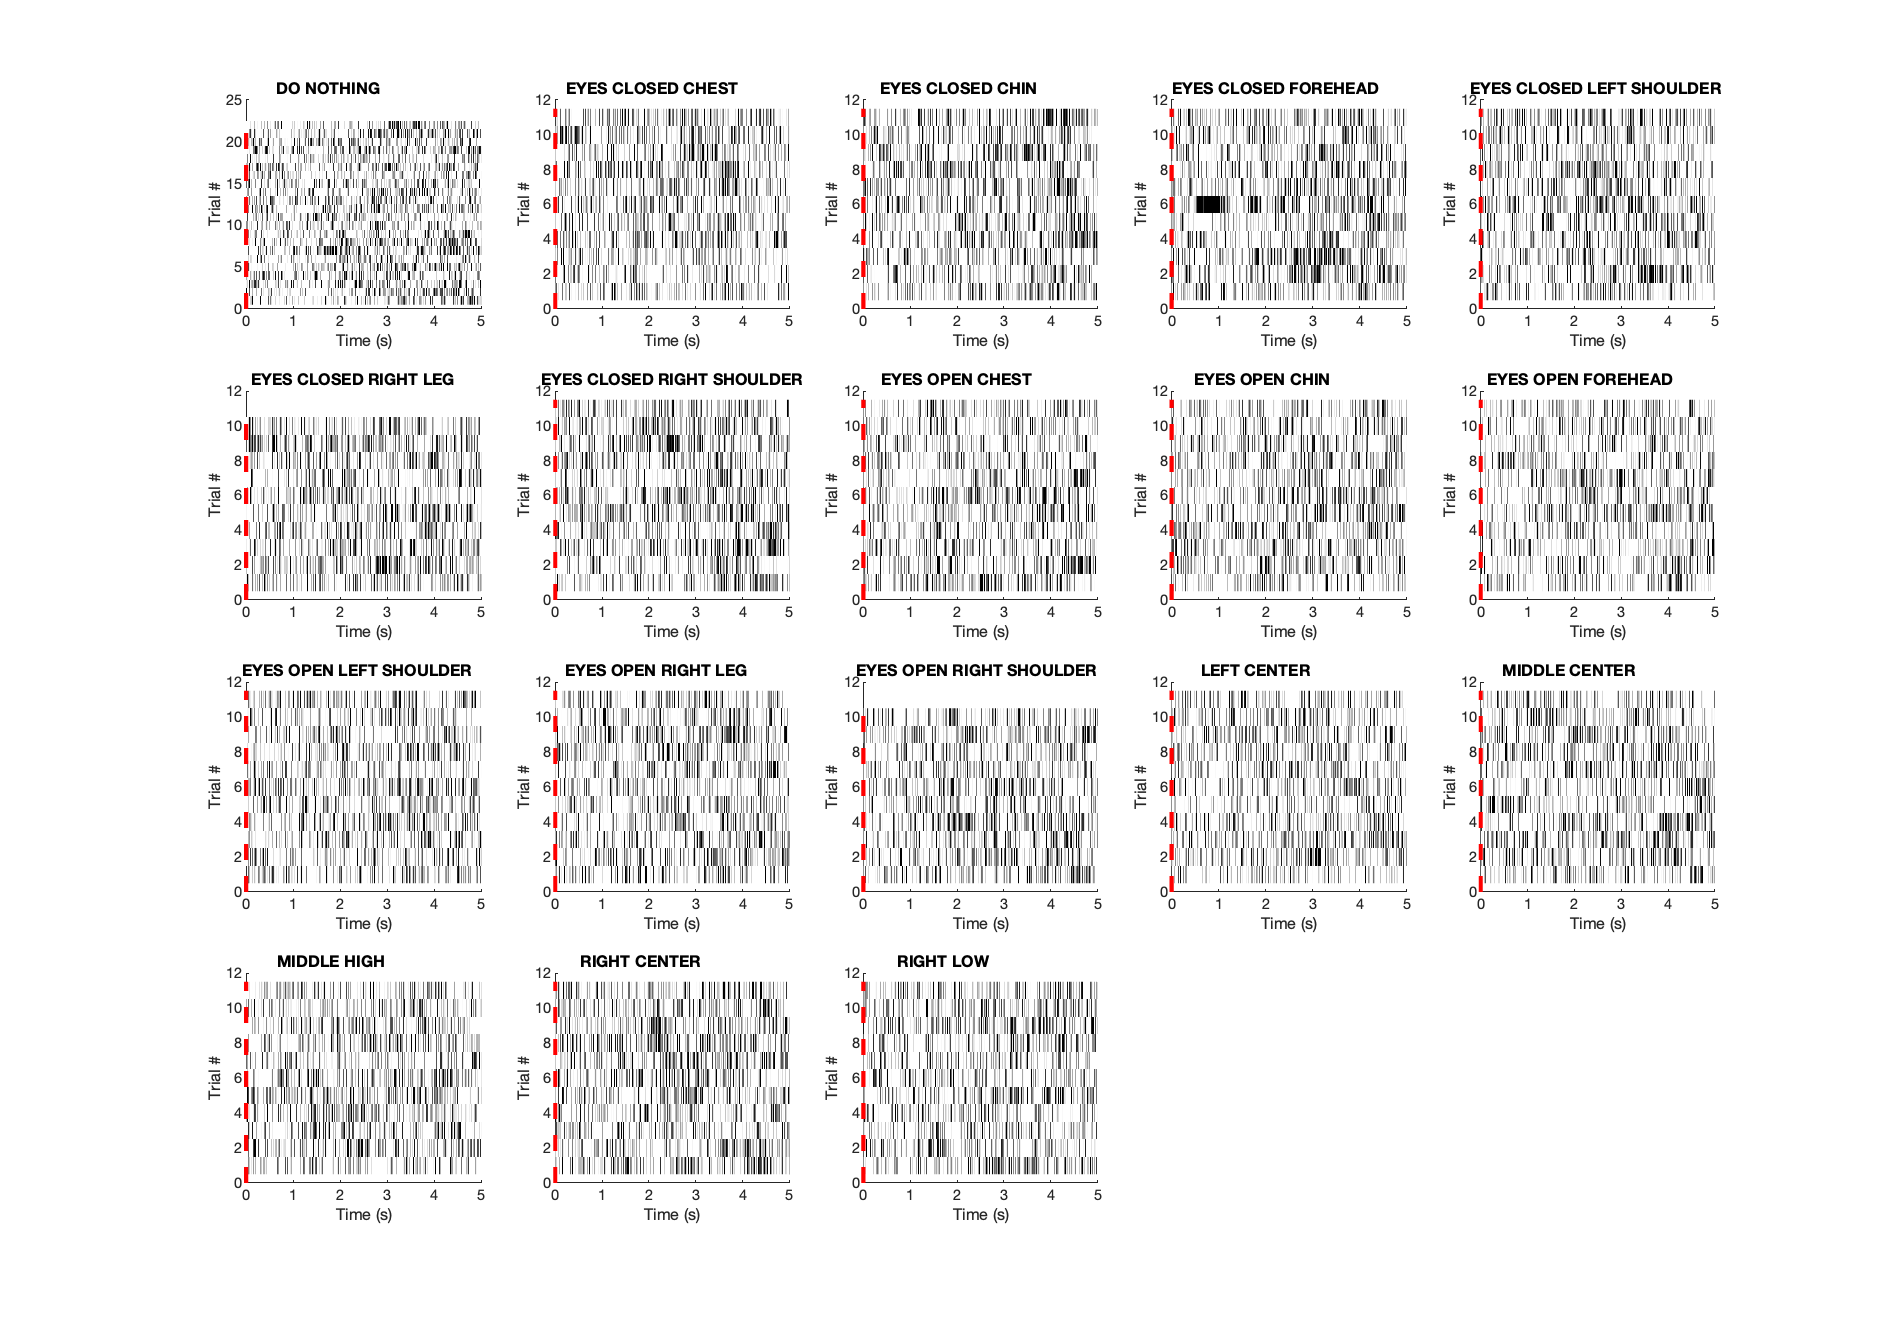 DO NOTHING
25
20
15
10
5
0
Trial #
0 1 2 3 4 5
Time (s)
EYES CLOSED CHEST
12
10
8
6
4
2
0
Trial #
0 1 2 3 4 5
Time (s)
EYES CLOSED CHIN
12
10
8
6
4
2
0
Trial #
0 1 2 3 4 5
Time (s)
EYES CLOSED FOREHEAD
12
10
8
6
4
2
0
Trial #
0 1 2 3 4 5
Time (s)
EYES CLOSED LEFT SHOULDER
12
10
8
6
4
2
0
Trial #
0 1 2 3 4 5
Time (s)
EYES CLOSED RIGHT LEG
12
10
8
6
4
2
0
Trial #
0 1 2 3 4 5
Time (s)
EYES CLOSED RIGHT SHOULDER
12
10
8
6
4
2
0
Trial #
0 1 2 3 4 5
Time (s)
EYES OPEN CHEST
12
10
8
6
4
2
0
Trial #
0 1 2 3 4 5
Time (s)
EYES OPEN CHIN
12
10
8
6
4
2
0
Trial #
0 1 2 3 4 5
Time (s)
EYES OPEN FOREHEAD
12
10
8
6
4
2
0
Trial #
0 1 2 3 4 5
Time (s)
EYES OPEN LEFT SHOULDER
12
10
8
6
4
2
0
Trial #
0 1 2 3 4 5
Time (s)
EYES OPEN RIGHT LEG
12
10
8
6
4
2
0
Trial #
0 1 2 3 4 5
Time (s)
EYES OPEN RIGHT SHOULDER
12
10
8
6
4
2
0
Trial #
0 1 2 3 4 5
Time (s)
LEFT CENTER
12
10
8
6
4
2
0
Trial #
0 1 2 3 4 5
Time (s)
MIDDLE CENTER
12
10
8
6
4
2
0
Trial #
0 1 2 3 4 5
Time (s)
MIDDLE HIGH
12
10
8
6
4
2
0
Trial #
0 1 2 3 4 5
Time (s)
RIGHT CENTER
12
10
8
6
4
2
0
Trial #
0 1 2 3 4 5
Time (s)
RIGHT LOW
12
10
8
6
4
2
0
Trial #
0 1 2 3 4 5
Time (s)